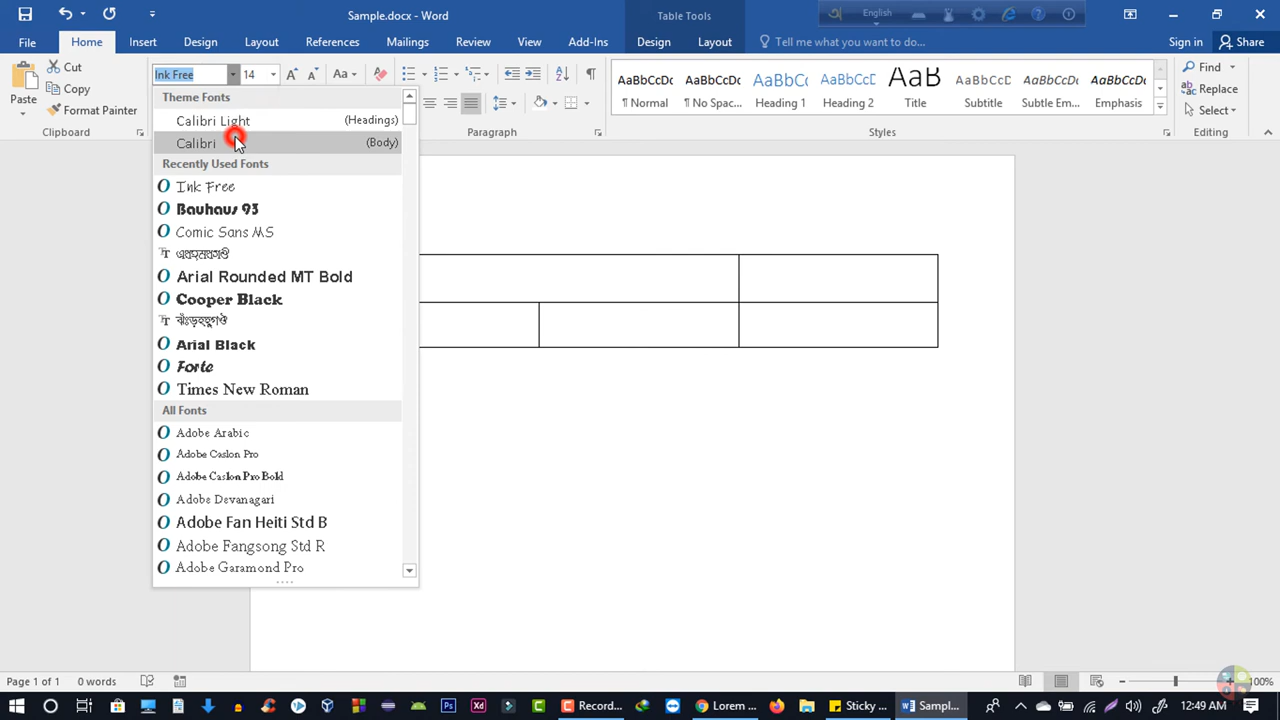 Sample.docx - Word
Table Tools
English
File
Home
Insert
Design
Layout
References
Mailings
Review
View
Add-Ins
Design
Layout
Tell me what you want to do...
Sign in
Share
Paste
Cut
Copy
Format Painter
Clipboard
Ink Free
14
Aa
Paragraph
AaBbCcDc
¶ Normal
AaBbCcDc
¶ No Spac...
AaBbCc
Heading 1
AaBbCcD
Heading 2
AaB
Title
AaBbCcD
Subtitle
AaBbCcDc
Subtle Em...
AaBbCcDc
Emphasis
Styles
Find
Replace
Select
Editing
Theme Fonts
Calibri Light (Headings)
Calibri (Body)
Recently Used Fonts
Ink Free
Bauhaus 93
Comic Sans MS
Arial Rounded MT Bold
Cooper Black
Arial Black
Forte
Times New Roman
All Fonts
Adobe Arabic
Adobe Caslon Pro
Adobe Caslon Pro Bold
Adobe Devanagari
Adobe Fan Heiti Std B
Adobe Fangsong Std R
Adobe Garamond Pro
Page 1 of 1
0 words
100%
Record...
Lorem ...
Sticky ...
Sampl...
12:49 AM